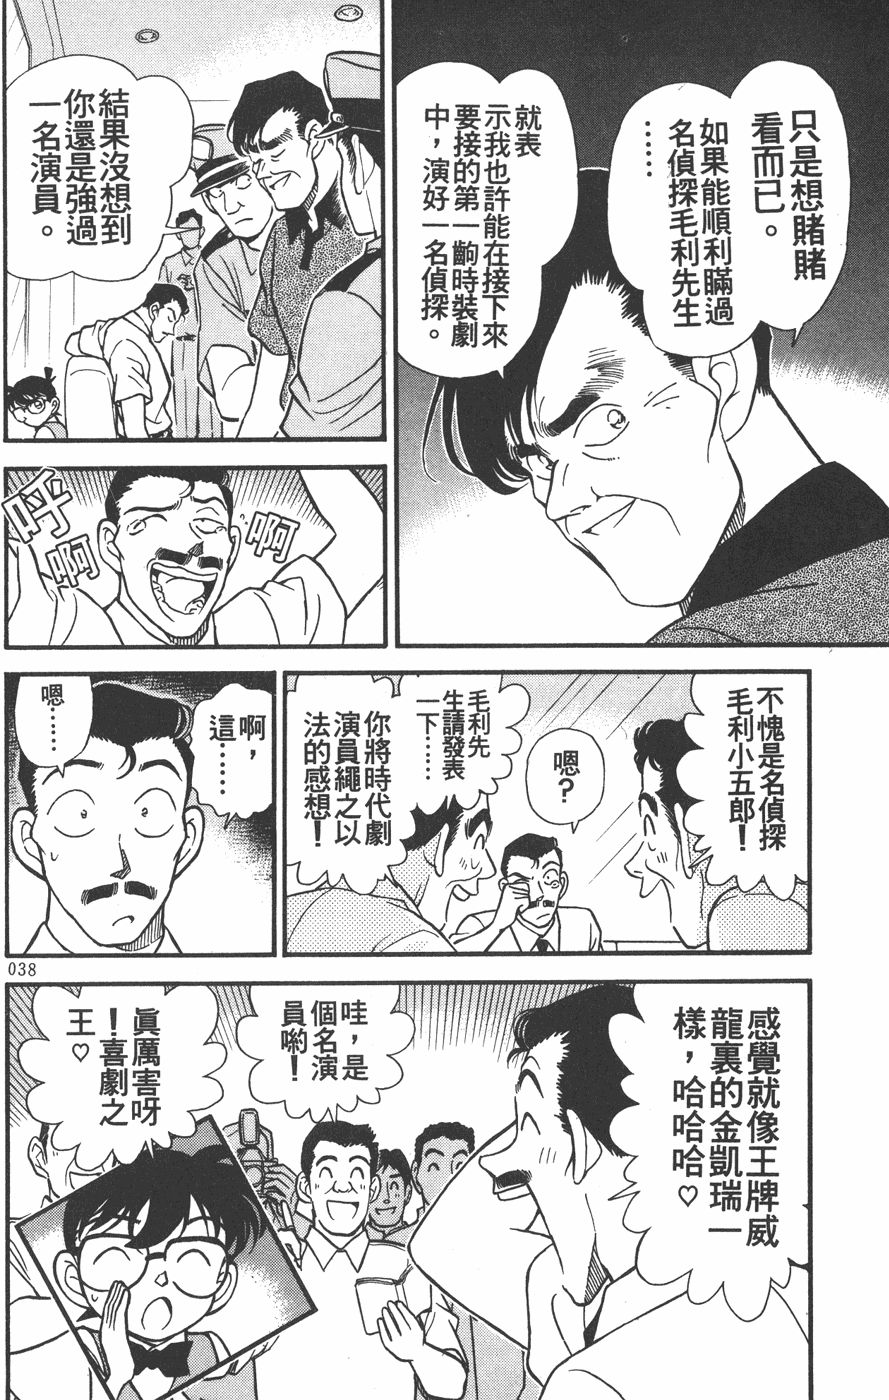 只是想賭賭
看而已。
如果能順利瞞過
名偵探毛利先生
……
就表
示我也許能在接下來
要接的第一齣時裝劇
中，演好一名偵探。
結果沒想到
你還是強過
一名演員。
呼
啊
啊
不愧是名偵探
毛利小五郎！
嗯？
毛利先
生請發表
一下……
你將時代劇
演員繩之以
法的感想！
啊，
這……
嗯……
038
感覺就像王牌威
龍裏的金凱瑞一
樣，哈哈哈♡
哇，是
個名演
員喲！
真厲害呀
！喜劇之
王♡